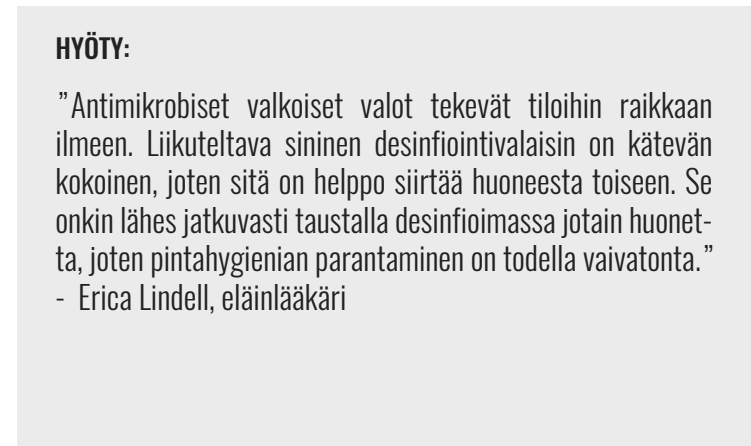 HYÖTY:
”Antimikrobiset valkoiset valot tekevät tiloihin raikkaan
ilmeen. Liikuteltava sininen desinfiointivalaisin on kätevän
kokoinen, joten sitä on helppo siirtää huoneesta toiseen. Se
onkin lähes jatkuvasti taustalla desinfioimassa jotain huonet-
ta, joten pintahygienian parantaminen on todella vaivatonta.”
- Erica Lindell, eläinlääkäri